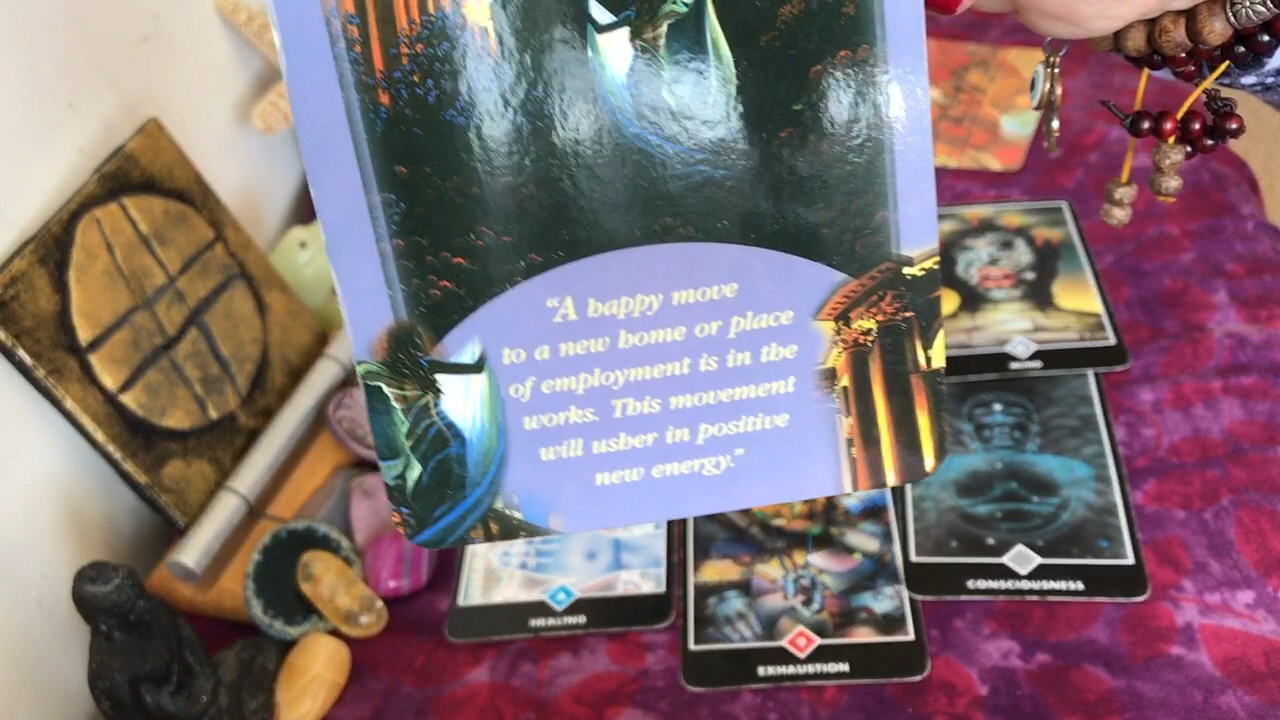 “A happy move
to a new home or place
of employment is in the
works. This movement
will usher in positive
new energy.”
MIND
CONSCIOUSNESS
HEALING
EXHAUSTION